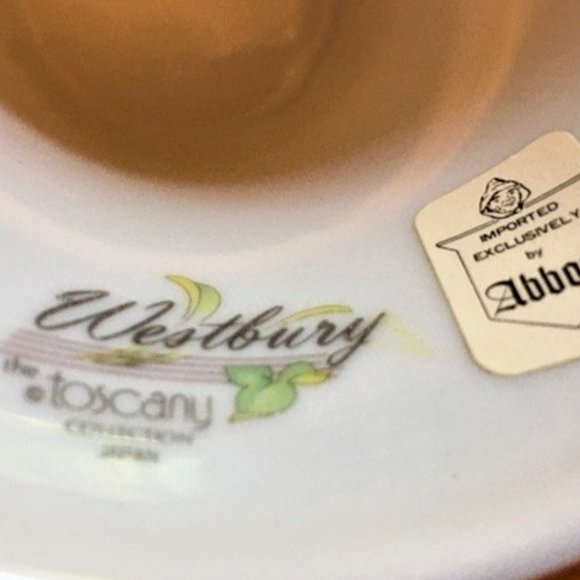 Westbury
the
© toscany
COLLECTION
JAPAN
IMPORTED
EXCLUSIVELY
by
Abbo